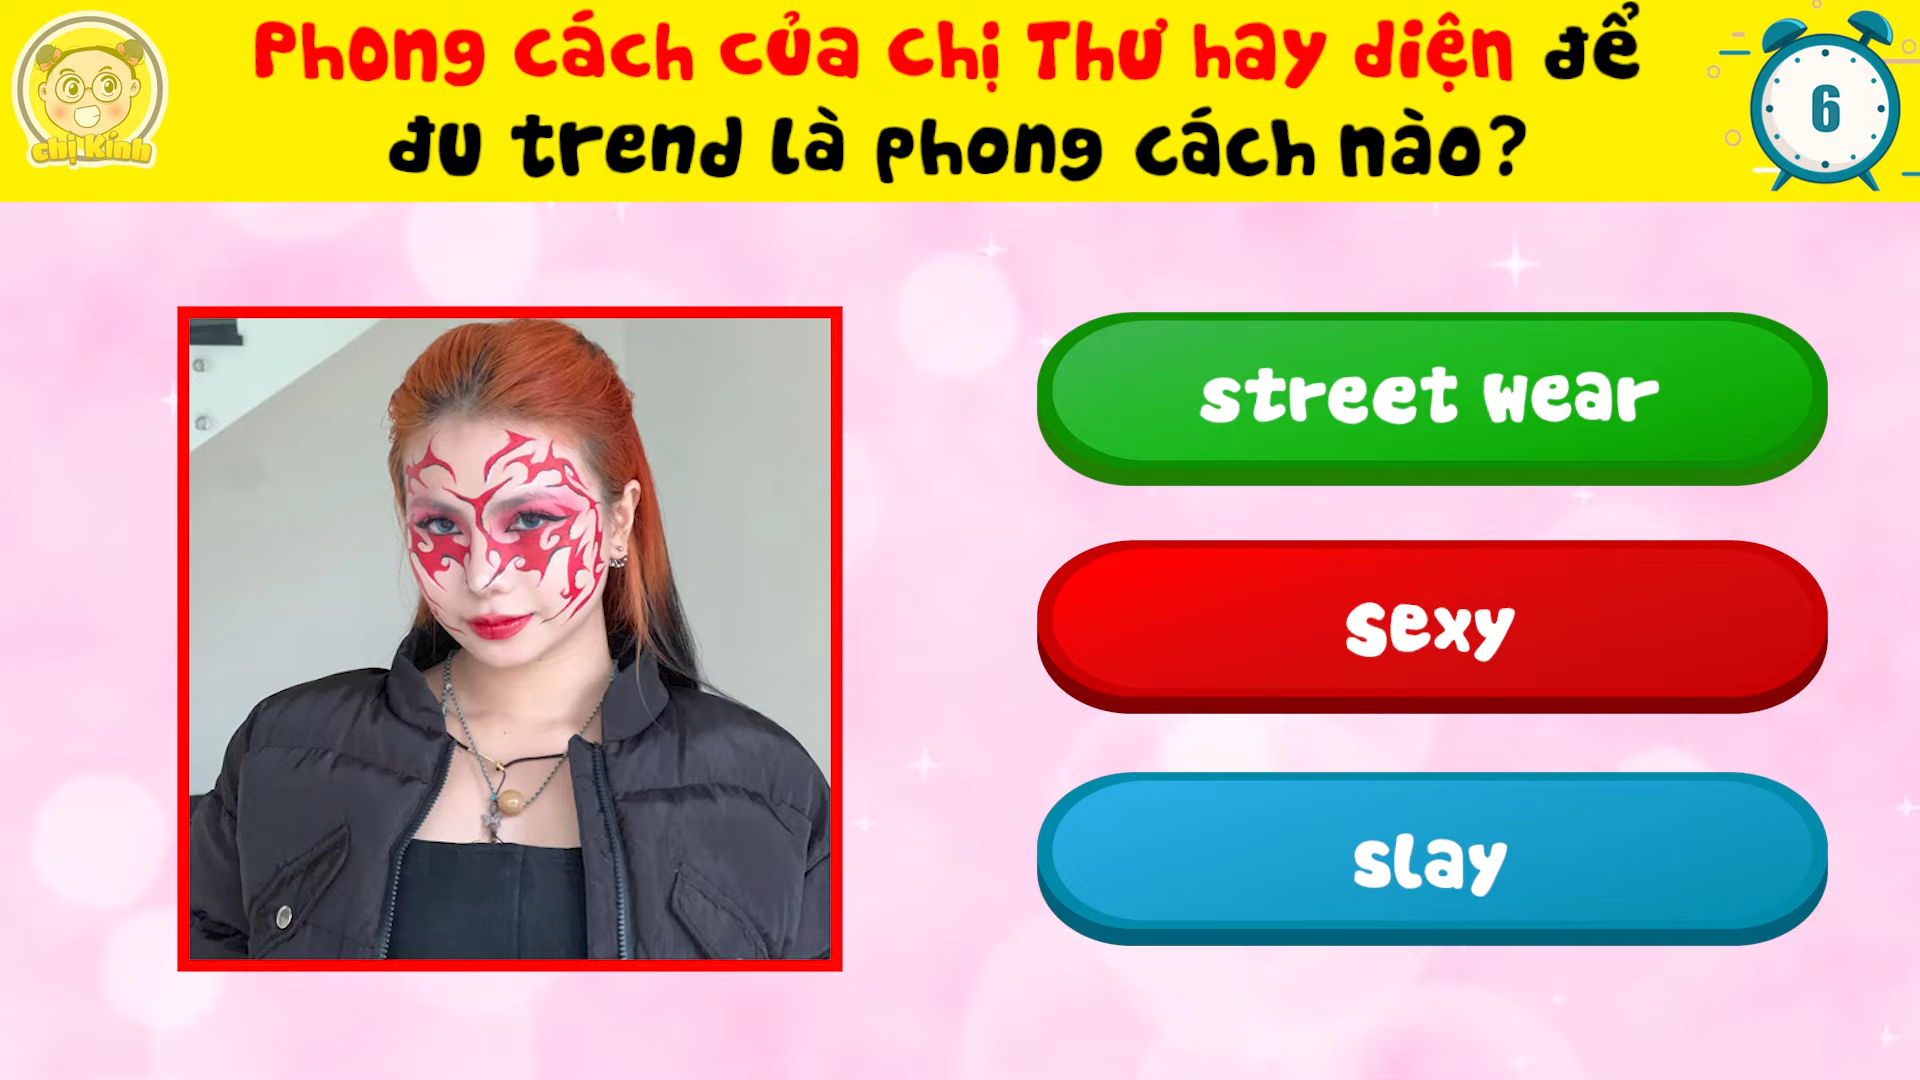 Phong cách của chị Thư hay diện để
đu trend là phong cách nào?
6
chị Kính
street wear
sexy
slay